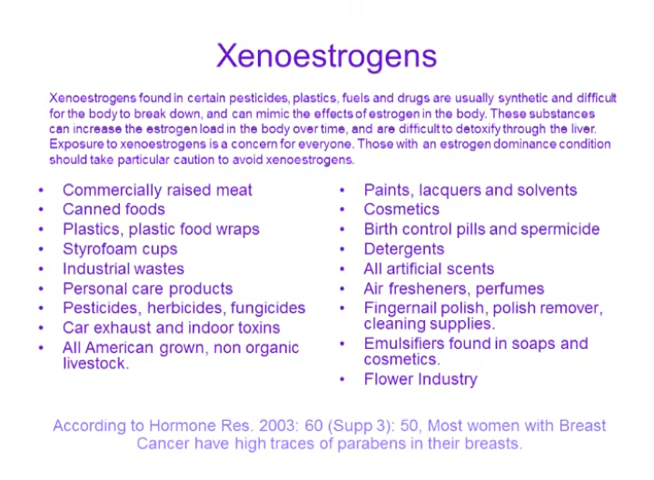 Xenoestrogens
Xenoestrogens found in certain pesticides, plastics, fuels and drugs are usually synthetic and difficult
for the body to break down, and can mimic the effects of estrogen in the body. These substances
can increase the estrogen load in the body over time, and are difficult to detoxify through the liver.
Exposure to xenoestrogens is a concern for everyone. Those with an estrogen dominance condition
should take particular caution to avoid xenoestrogens.
• Commercially raised meat
• Canned foods
• Plastics, plastic food wraps
• Styrofoam cups
• Industrial wastes
• Personal care products
• Pesticides, herbicides, fungicides
• Car exhaust and indoor toxins
• All American grown, non organic
livestock.
• Paints, lacquers and solvents
• Cosmetics
• Birth control pills and spermicide
• Detergents
• All artificial scents
• Air fresheners, perfumes
• Fingernail polish, polish remover,
cleaning supplies.
• Emulsifiers found in soaps and
cosmetics.
• Flower Industry
According to Hormone Res. 2003: 60 (Supp 3): 50, Most women with Breast
Cancer have high traces of parabens in their breasts.